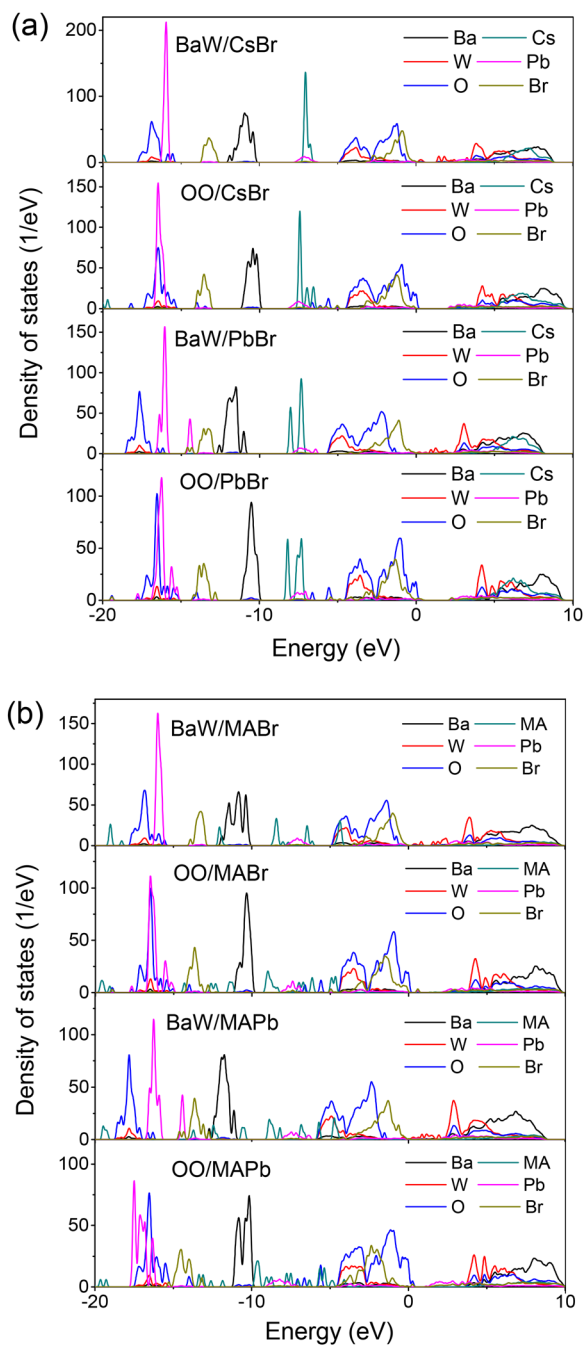 (a)
BaW/CsBr
Ba Cs
W Pb
O Br
200
100
0
OO/CsBr
Ba Cs
W Pb
O Br
150
100
50
0
BaW/PbBr
Ba Cs
W Pb
O Br
150
100
50
0
OO/PbBr
Ba Cs
W Pb
O Br
100
50
0
Density of states (1/eV)
-20 -10 0 10
Energy (eV)
(b)
BaW/MABr
Ba MA
W Pb
O Br
150
100
50
0
OO/MABr
Ba MA
W Pb
O Br
100
50
0
BaW/MAPb
Ba MA
W Pb
O Br
100
50
0
OO/MAPb
Ba MA
W Pb
O Br
100
50
0
Density of states (1/eV)
-20 -10 0 10
Energy (eV)